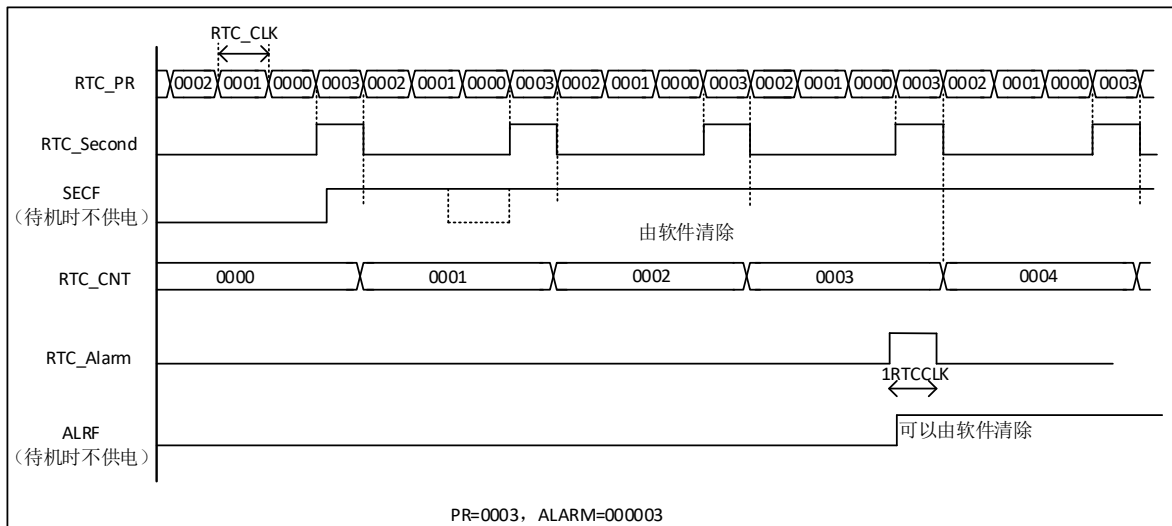 RTC_CLK
RTC_PR 0002 0001 0000 0003 0002 0001 0000 0003 0002 0001 0000 0003 0002 0001 0000 0003 0002 0001 0000 0003
RTC_Second
SECF
（待机时不供电）
由软件清除
RTC_CNT 0000 0001 0002 0003 0004
RTC_Alarm
1RTCCLK
ALRF
可以由软件清除
（待机时不供电）
PR=0003，ALARM=000003